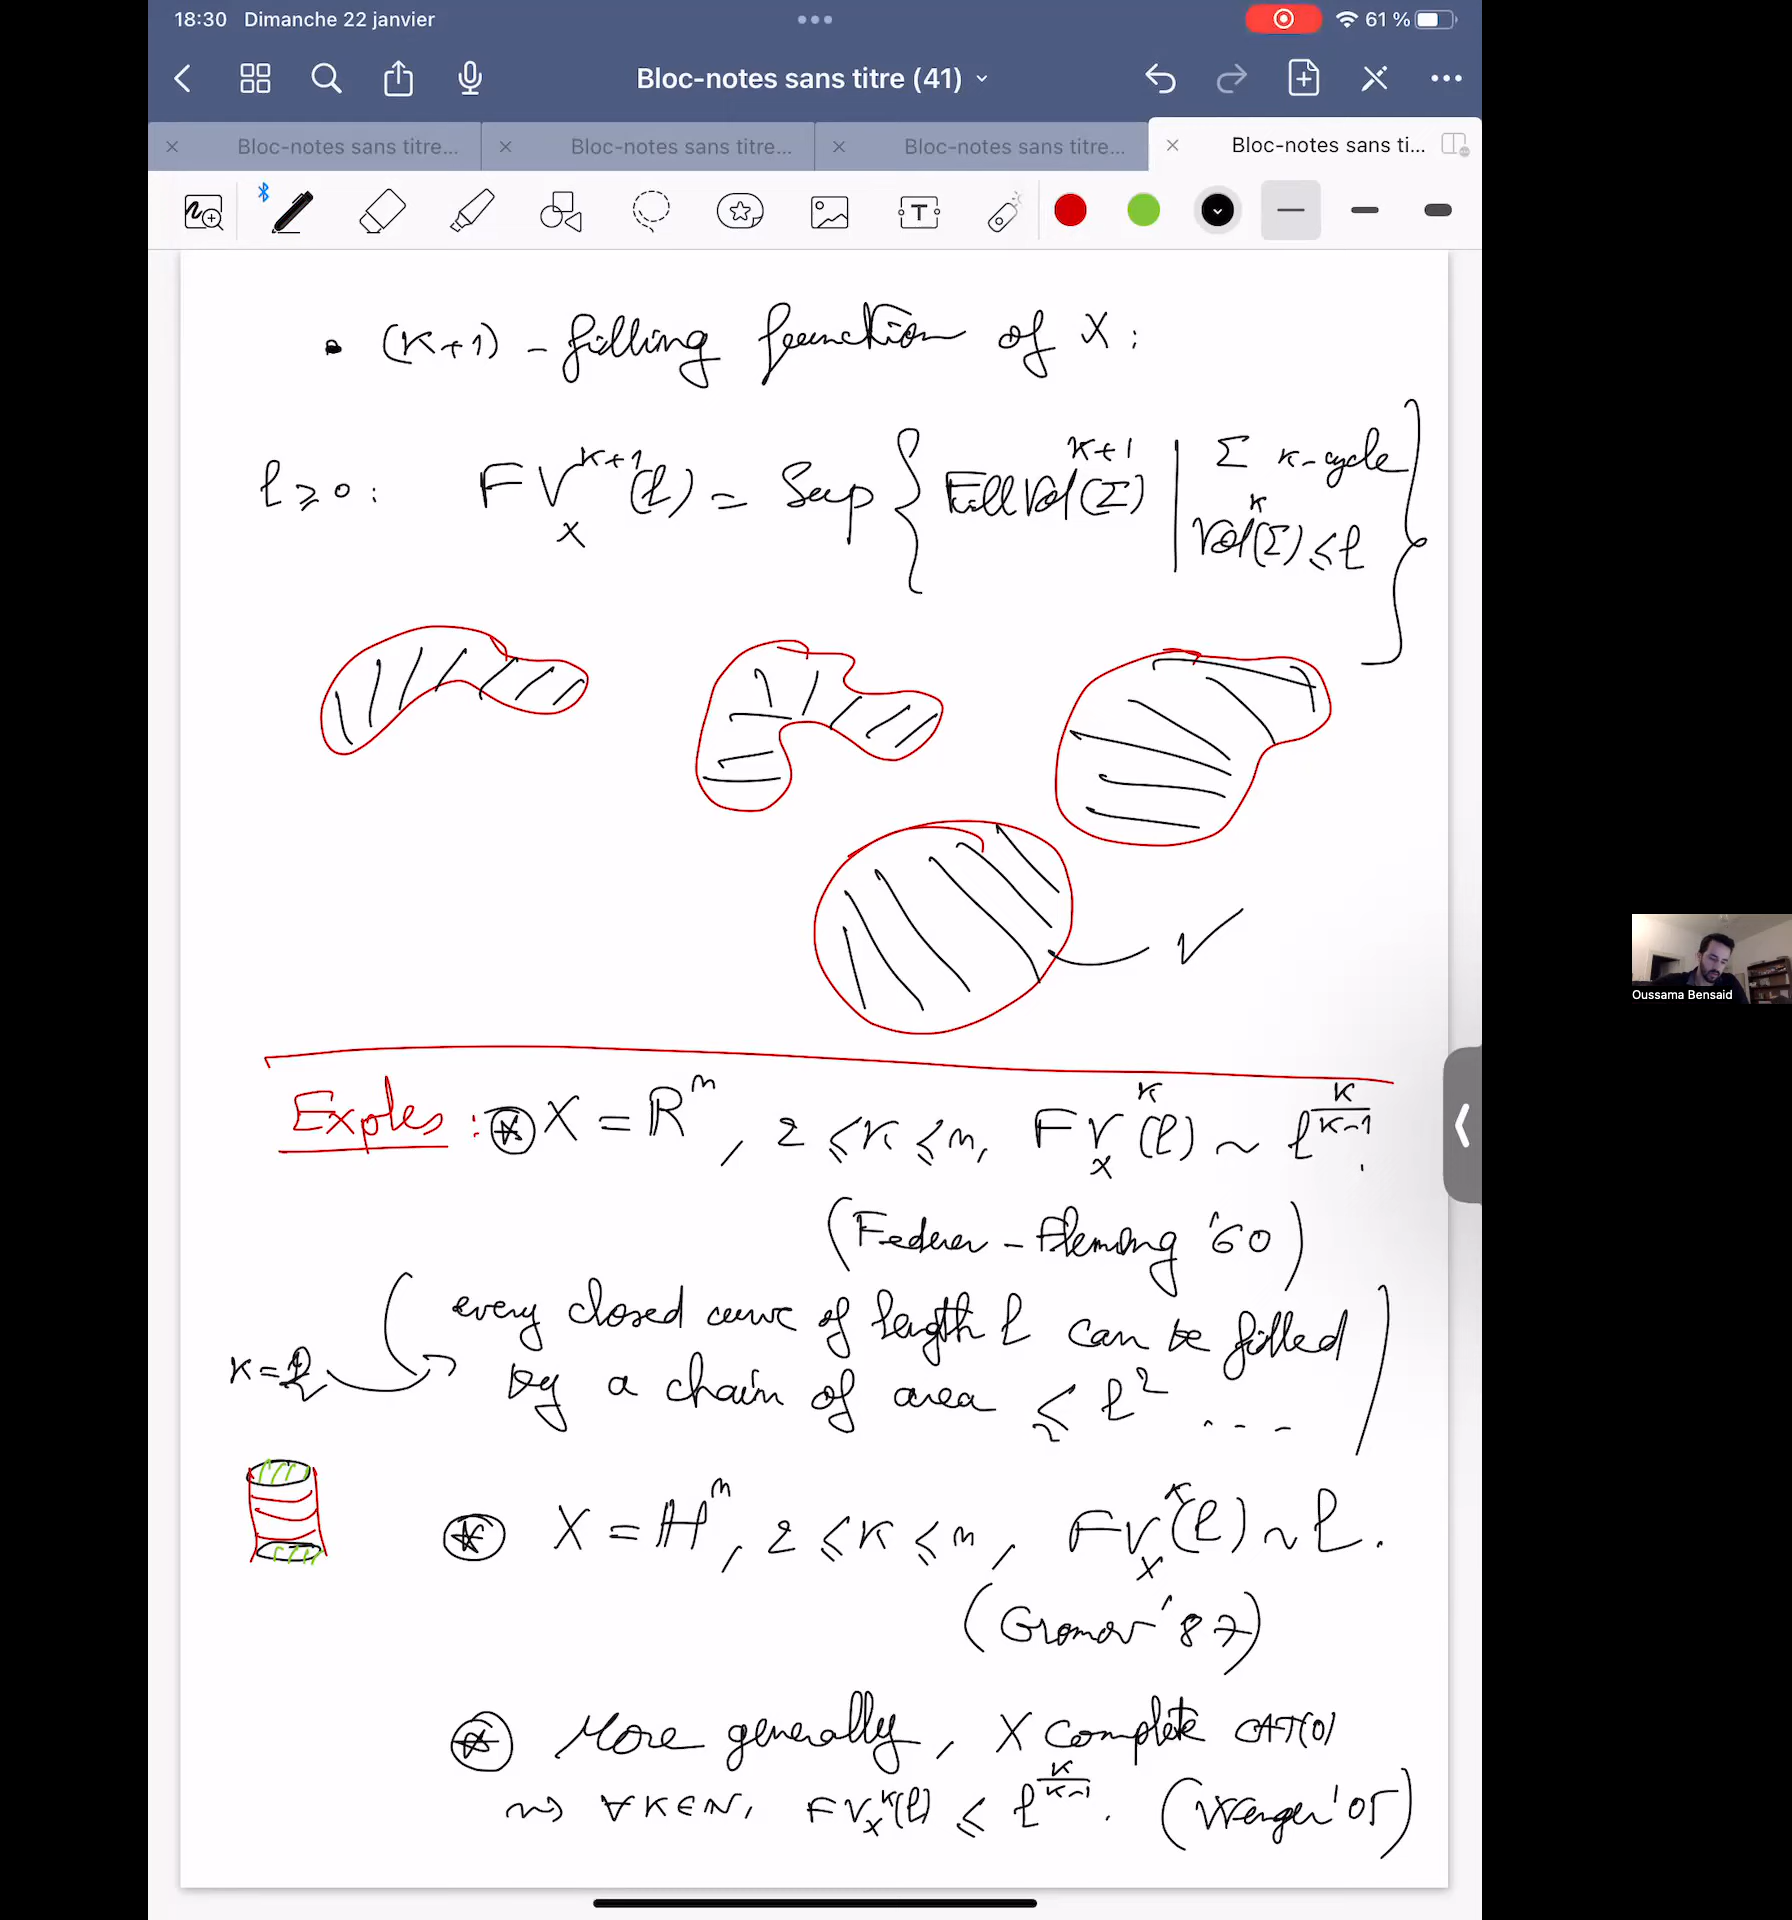 18:30 Dimanche 22 janvier 61 %
Bloc-notes sans titre (41)
Bloc-notes sans titre... Bloc-notes sans titre... Bloc-notes sans titre... Bloc-notes sans ti...
• (K+1) - filling function of X :
l ≥ 0 : FV_X^{K+1}(l) = Sup { FillVol^{K+1}(Σ) | Σ K-cycle
Vol^K(Σ) ≤ l }
Exples : ⊛ X = ℝ^n, 2 ≤ K ≤ n, FV_X^K(l) ~ l^{K/(K-1)}.
(Federer - Fleming '60)
(every closed curve of length l can be filled
K=2 by a chain of area ≲ l^2 ...)
⊛ X = ℍ^n, 2 ≤ K ≤ n, FV_X^K(l) ~ l.
(Gromov '87)
⊛ More generally, X complete CAT(0)
⇝ ∀ K ∈ N, FV_X^K(l) ≤ l^{K/(K-1)}. (Wenger '05)
Oussama Bensaid